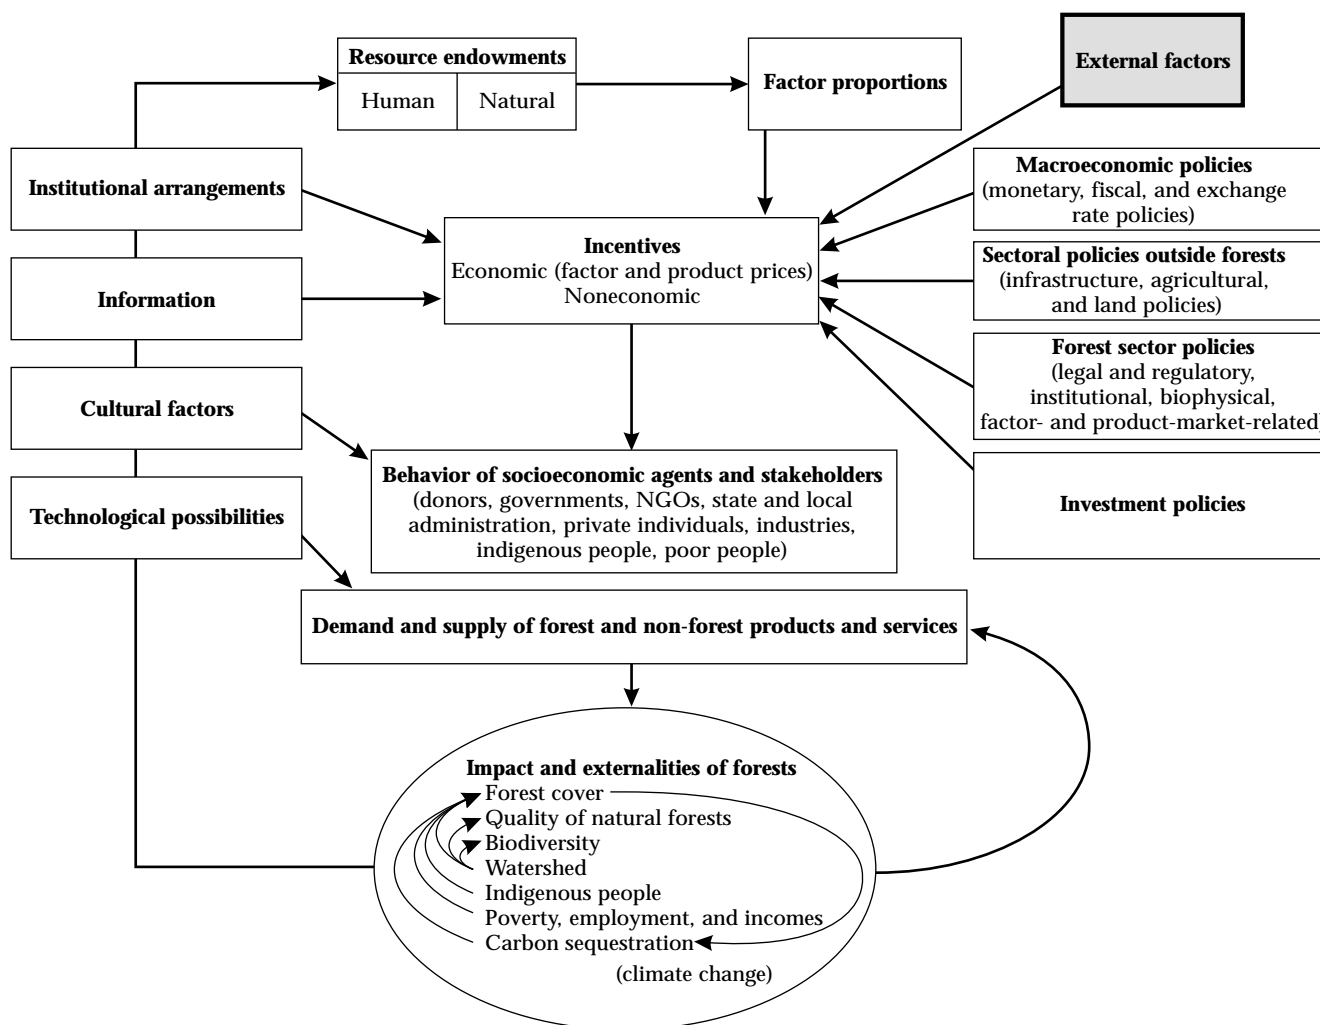 Resource endowments
Human
Natural
Factor proportions
External factors
Institutional arrangements
Macroeconomic policies
(monetary, fiscal, and exchange
rate policies)
Incentives
Economic (factor and product prices)
Noneconomic
Sectoral policies outside forests
(infrastructure, agricultural,
and land policies)
Information
Forest sector policies
(legal and regulatory,
institutional, biophysical,
factor- and product-market-related)
Cultural factors
Behavior of socioeconomic agents and stakeholders
(donors, governments, NGOs, state and local
administration, private individuals, industries,
indigenous people, poor people)
Investment policies
Technological possibilities
Demand and supply of forest and non-forest products and services
Impact and externalities of forests
Forest cover
Quality of natural forests
Biodiversity
Watershed
Indigenous people
Poverty, employment, and incomes
Carbon sequestration
(climate change)